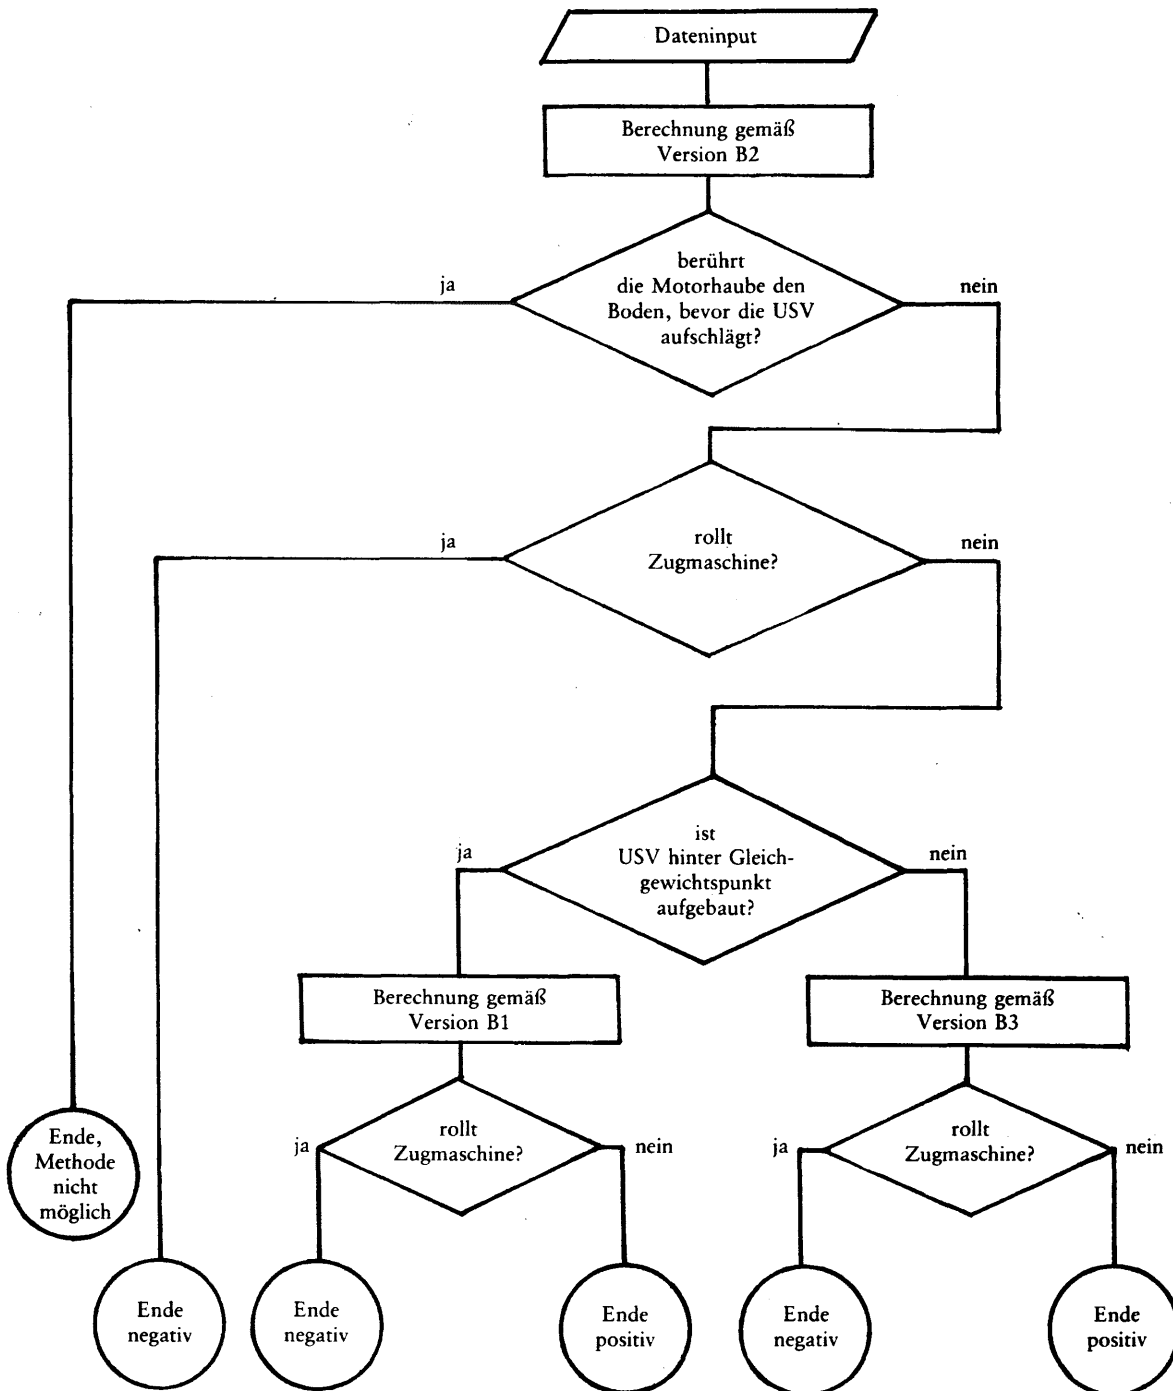 Dateninput
Berechnung gemäß
Version B2
berührt
die Motorhaube den
Boden, bevor die USV
aufschlägt?
ja
nein
rollt
Zugmaschine?
ja
nein
ist
USV hinter Gleich-
gewichtspunkt
aufgebaut?
ja
nein
Berechnung gemäß
Version B1
Berechnung gemäß
Version B3
rollt
Zugmaschine?
ja
nein
rollt
Zugmaschine?
ja
nein
Ende,
Methode
nicht
möglich
Ende
negativ
Ende
negativ
Ende
positiv
Ende
negativ
Ende
positiv